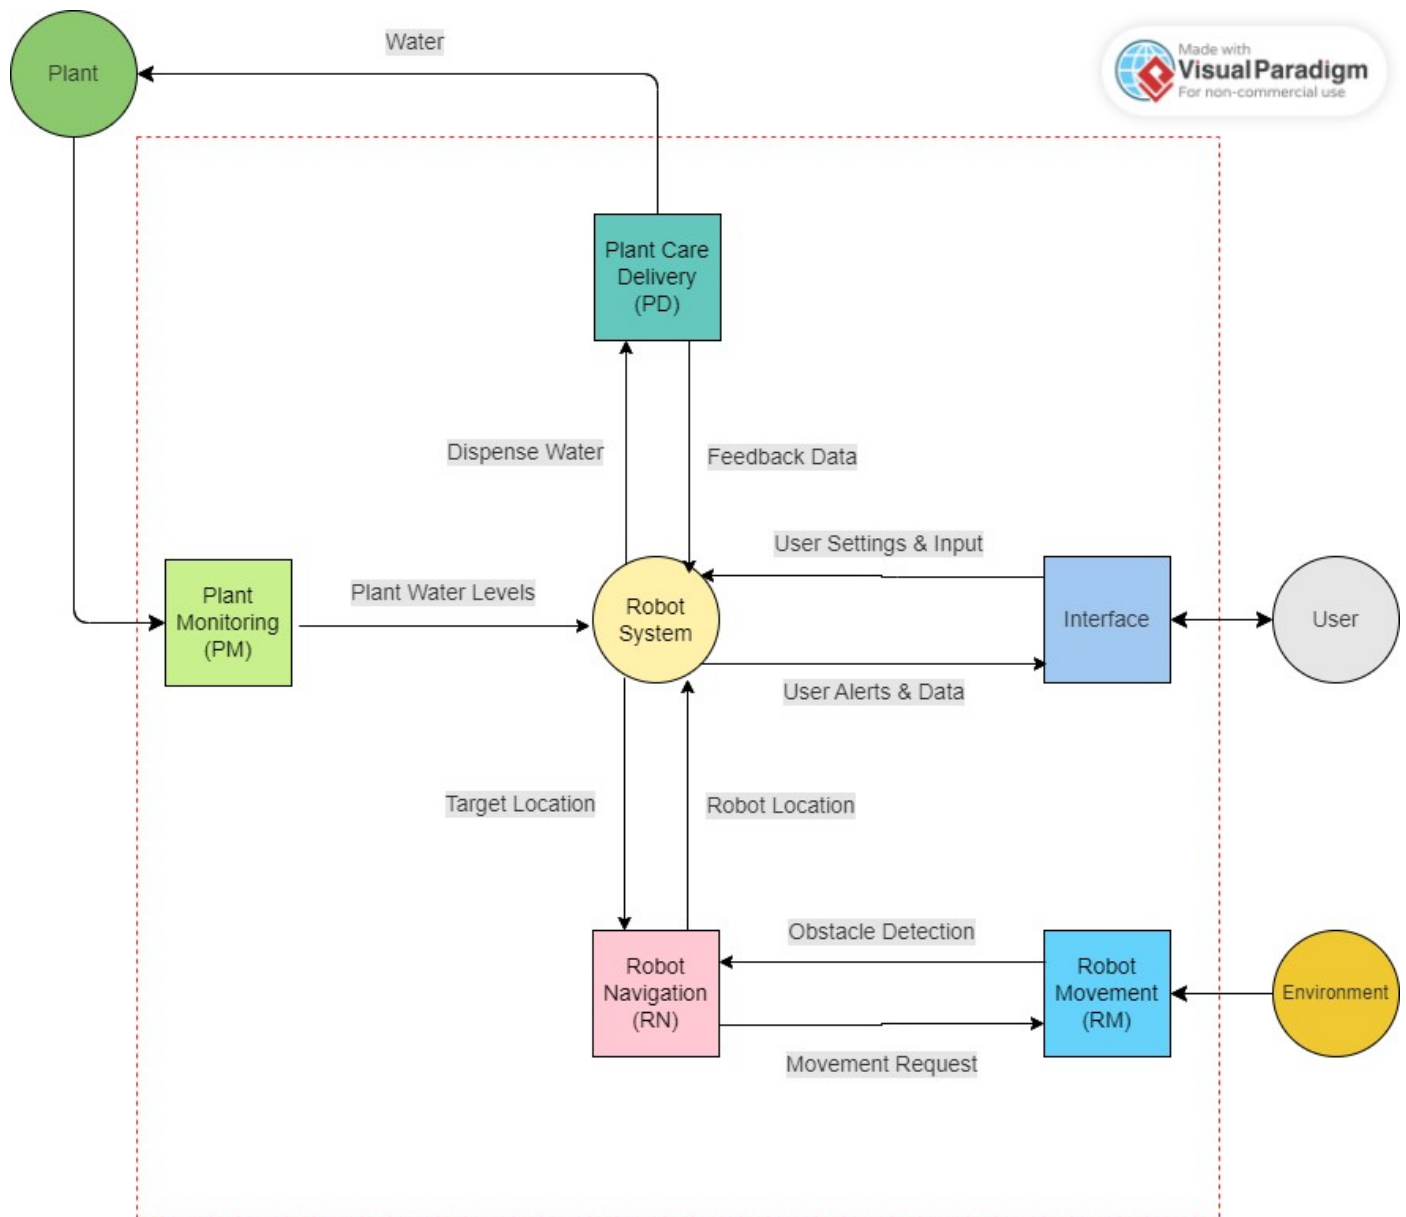 Water
Made with
Visual Paradigm
For non-commercial use
Plant
Plant Care
Delivery
(PD)
Dispense Water
Feedback Data
User Settings & Input
Plant
Monitoring
(PM)
Plant Water Levels
Robot
System
Interface
User
User Alerts & Data
Target Location
Robot Location
Obstacle Detection
Robot
Navigation
(RN)
Robot
Movement
(RM)
Environment
Movement Request